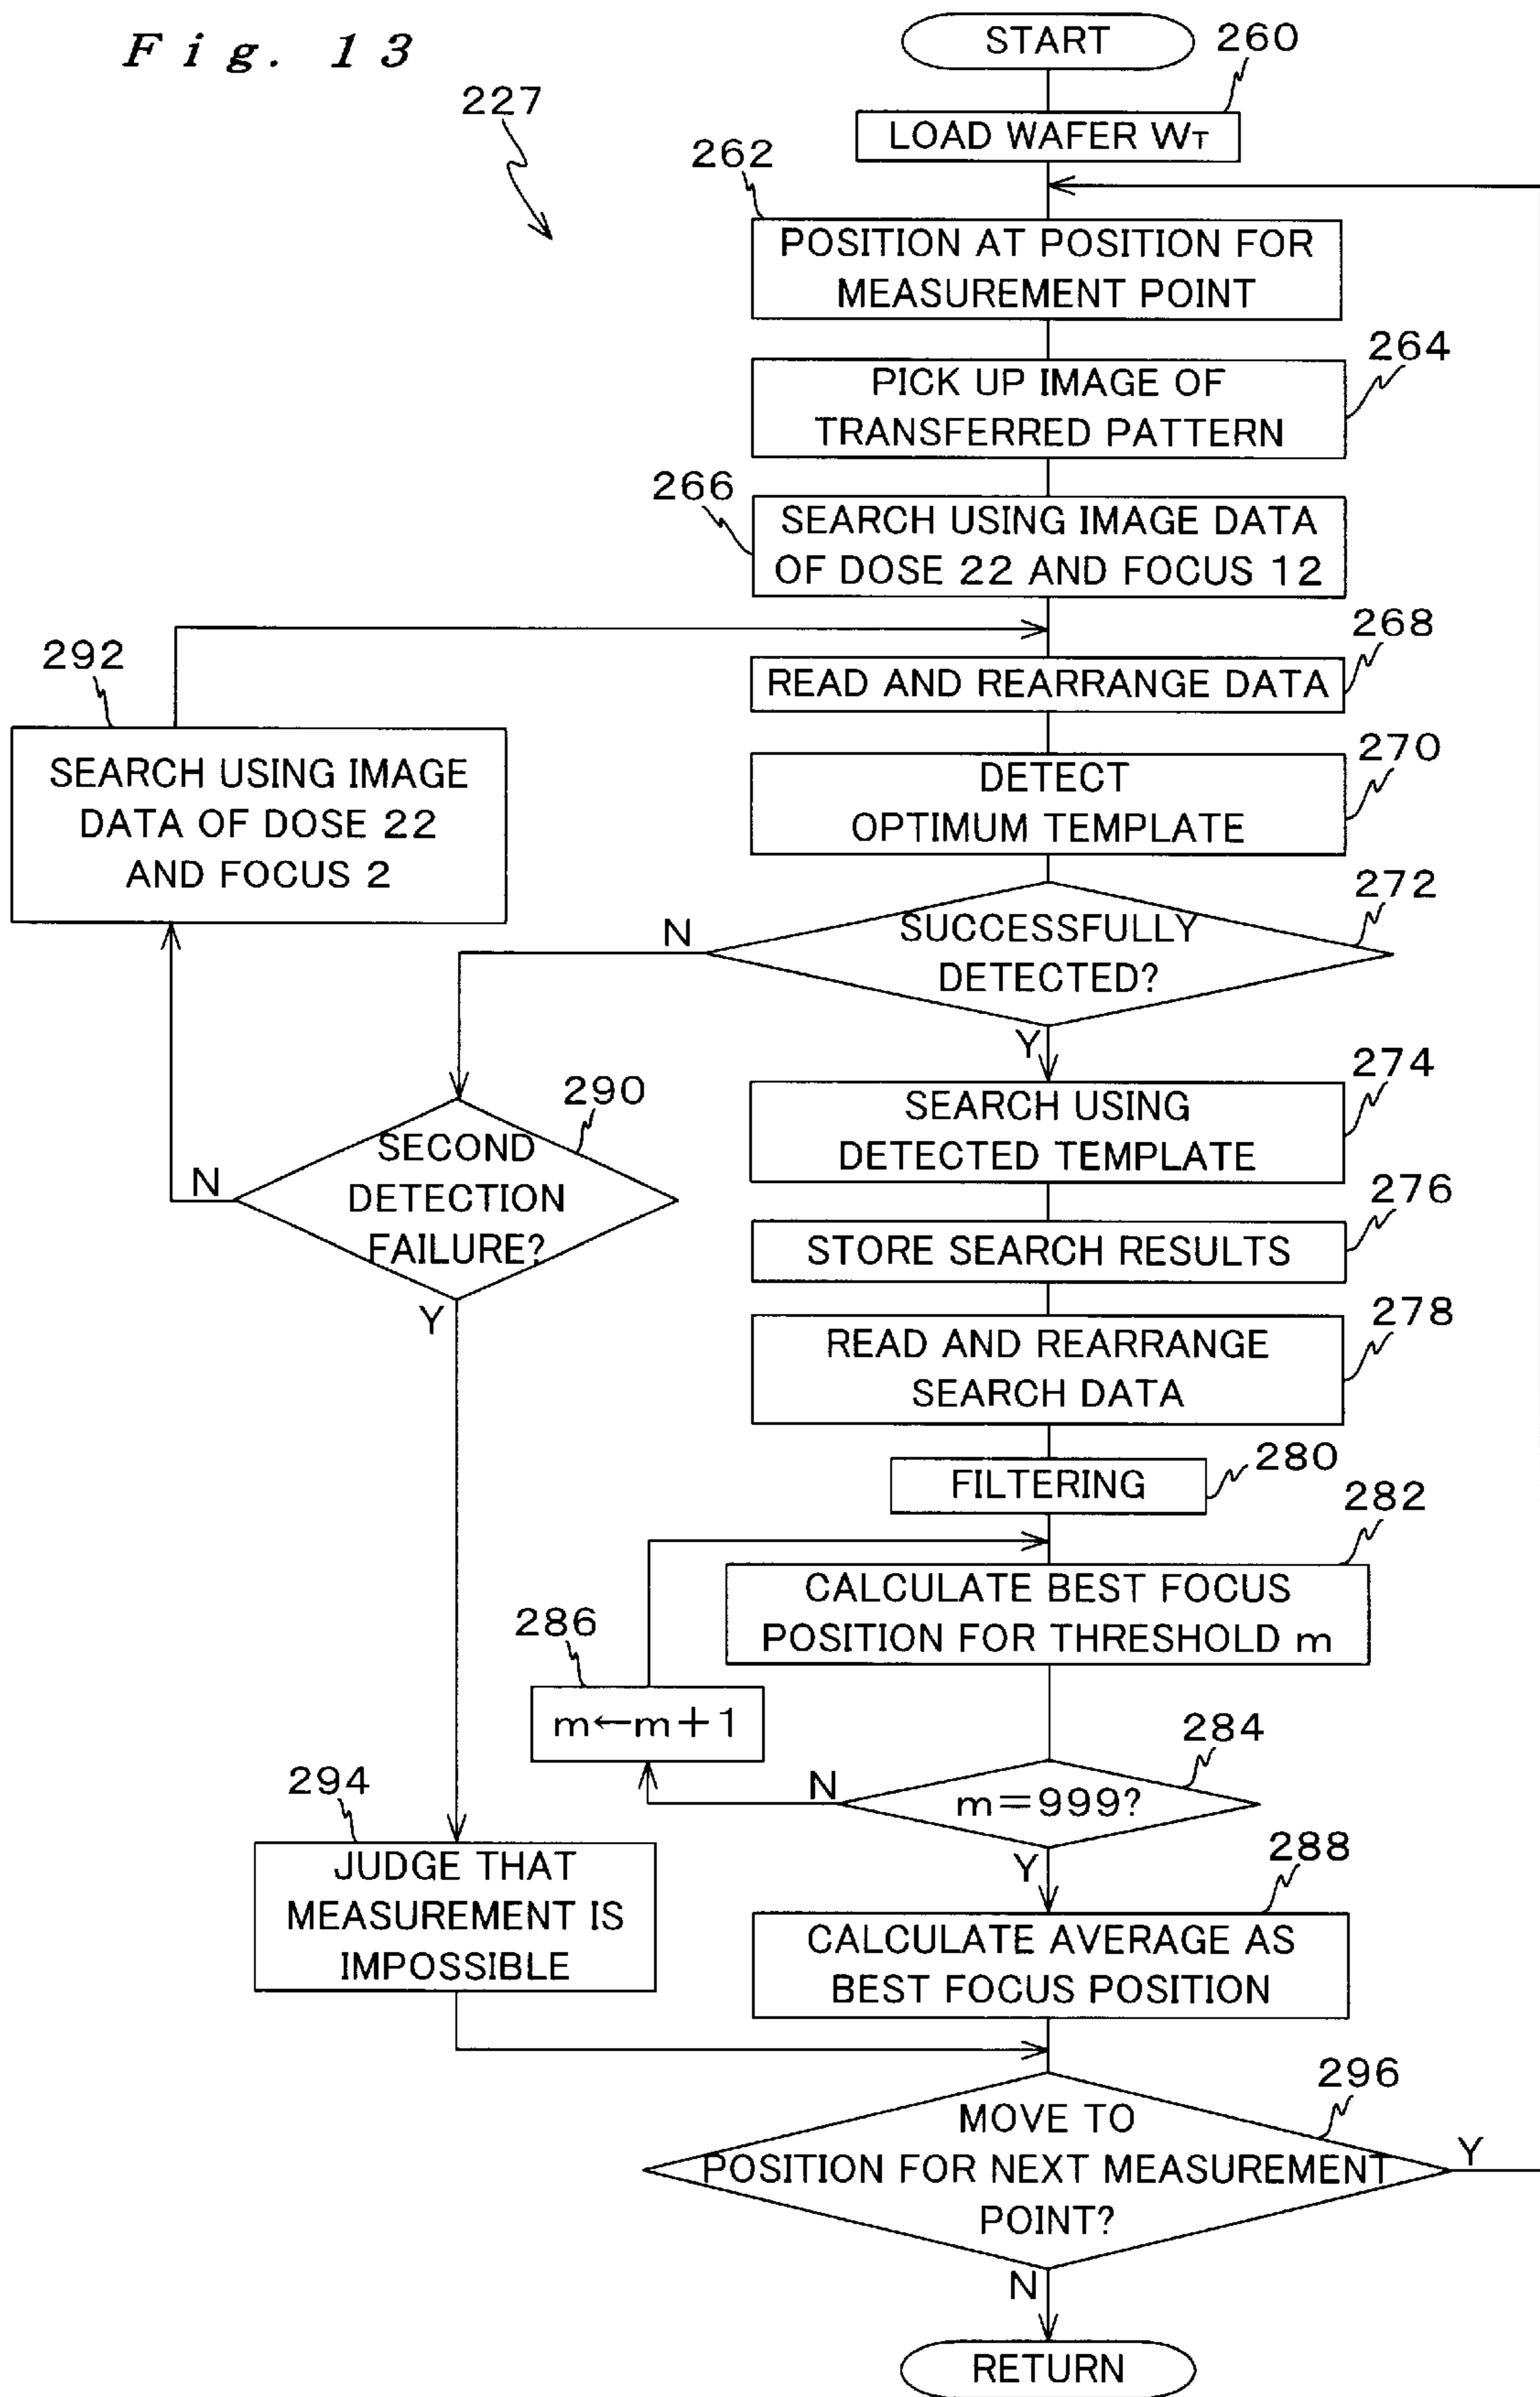 Fig. 13
227
START
260
LOAD WAFER WT
262
POSITION AT POSITION FOR
MEASUREMENT POINT
264
PICK UP IMAGE OF
TRANSFERRED PATTERN
266
SEARCH USING IMAGE DATA
OF DOSE 22 AND FOCUS 12
268
READ AND REARRANGE DATA
292
SEARCH USING IMAGE
DATA OF DOSE 22
AND FOCUS 2
270
DETECT
OPTIMUM TEMPLATE
272
SUCCESSFULLY
DETECTED?
N
Y
290
SECOND
DETECTION
FAILURE?
N
Y
274
SEARCH USING
DETECTED TEMPLATE
276
STORE SEARCH RESULTS
278
READ AND REARRANGE
SEARCH DATA
280
FILTERING
282
CALCULATE BEST FOCUS
POSITION FOR THRESHOLD m
286
m←m+1
284
m=999?
N
Y
294
JUDGE THAT
MEASUREMENT IS
IMPOSSIBLE
288
CALCULATE AVERAGE AS
BEST FOCUS POSITION
296
MOVE TO
POSITION FOR NEXT MEASUREMENT
POINT?
Y
N
RETURN